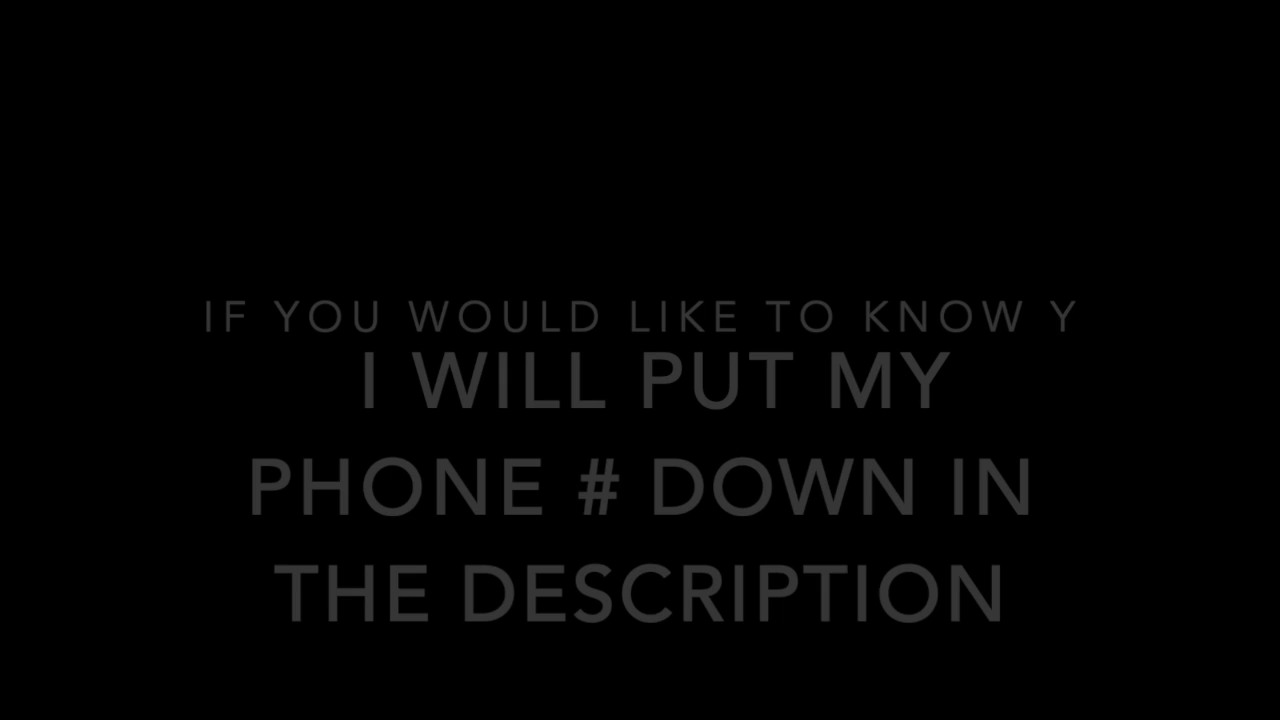 IF YOU WOULD LIKE TO KNOW Y
I WILL PUT MY
PHONE # DOWN IN
THE DESCRIPTION